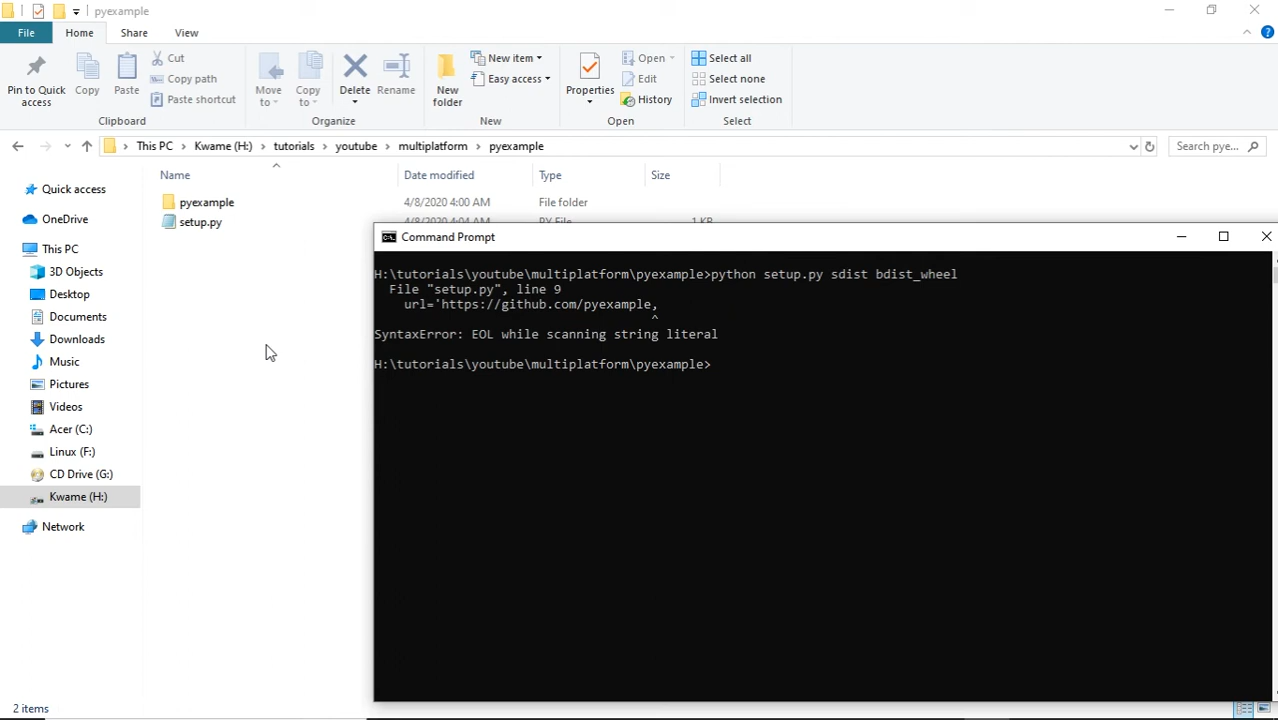 pyexample
File Home Share View
Pin to Quick access
Copy
Paste
Cut
Copy path
Paste shortcut
Clipboard
Move to
Copy to
Delete
Rename
Organize
New folder
New item
Easy access
New
Properties
Open
Edit
History
Open
Select all
Select none
Invert selection
Select
This PC Kwame (H:) tutorials youtube multiplatform pyexample
Search pye...
Name Date modified Type Size
pyexample 4/8/2020 4:00 AM File folder
setup.py 4/8/2020 4:04 AM PY File 1 KB
Quick access
OneDrive
This PC
3D Objects
Desktop
Documents
Downloads
Music
Pictures
Videos
Acer (C:)
Linux (F:)
CD Drive (G:)
Kwame (H:)
Network
2 items
Command Prompt
H:\tutorials\youtube\multiplatform\pyexample>python setup.py sdist bdist_wheel
File "setup.py", line 9
url='https://github.com/pyexample,
^
SyntaxError: EOL while scanning string literal
H:\tutorials\youtube\multiplatform\pyexample>